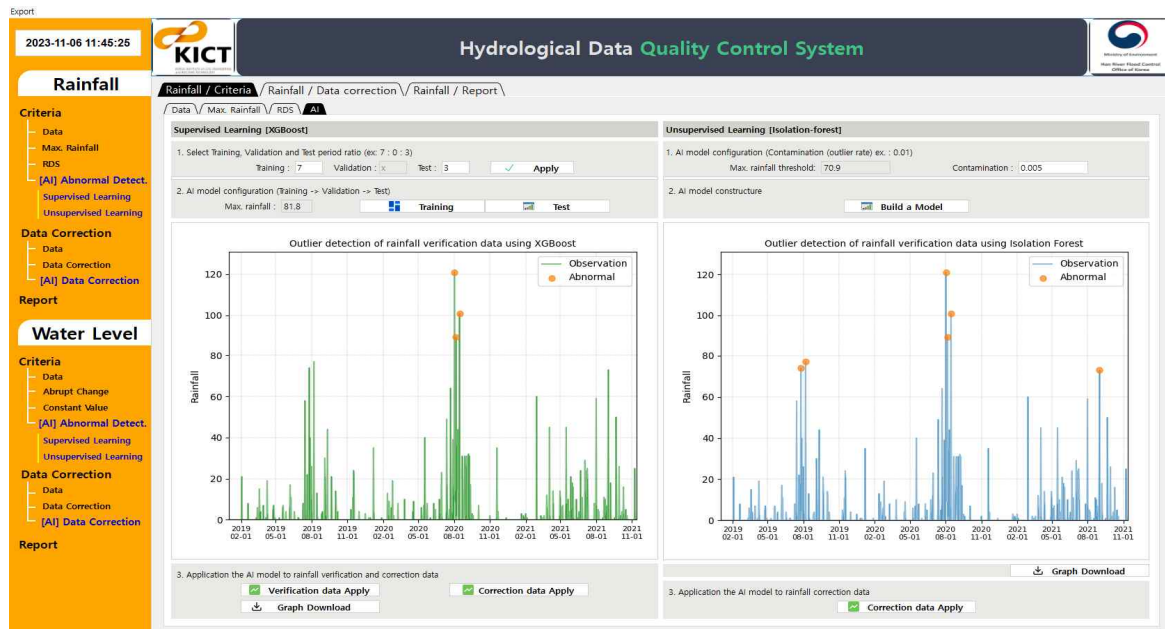 Export
2023-11-06 11:45:25
KICT
Hydrological Data Quality Control System
Ministry of Environment
Han River Flood Control
Office of Korea
Rainfall
Criteria
Data
Max. Rainfall
RDS
[AI] Abnormal Detect.
Supervised Learning
Unsupervised Learning
Data Correction
Data
Data Correction
[AI] Data Correction
Report
Water Level
Criteria
Data
Abrupt Change
Constant Value
[AI] Abnormal Detect.
Supervised Learning
Unsupervised Learning
Data Correction
Data
Data Correction
[AI] Data Correction
Report
Rainfall / Criteria Rainfall / Data correction Rainfall / Report
Data Max. Rainfall RDS AI
Supervised Learning [XGBoost]
1. Select Training, Validation and Test period ratio (ex: 7 : 0 : 3)
Training : 7 Validation : x Test : 3 Apply
2. AI model configuration (Training -> Validation -> Test)
Max. rainfall : 81.8 Training Test
Outlier detection of rainfall verification data using XGBoost
Observation
Abnormal
Rainfall
120
100
80
60
40
20
0
2019 2019 2019 2019 2020 2020 2020 2020 2021 2021 2021 2021
02-01 05-01 08-01 11-01 02-01 05-01 08-01 11-01 02-01 05-01 08-01 11-01
3. Application the AI model to rainfall verification and correction data
Verification data Apply Correction data Apply
Graph Download
Unsupervised Learning [Isolation-forest]
1. AI model configuration (Contamination (outlier rate) ex. : 0.01)
Max. rainfall threshold: 70.9 Contamination : 0.005
2. AI model constructure
Build a Model
Outlier detection of rainfall verification data using Isolation Forest
Observation
Abnormal
Rainfall
120
100
80
60
40
20
0
2019 2019 2019 2019 2020 2020 2020 2020 2021 2021 2021 2021
02-01 05-01 08-01 11-01 02-01 05-01 08-01 11-01 02-01 05-01 08-01 11-01
Graph Download
3. Application the AI model to rainfall correction data
Correction data Apply